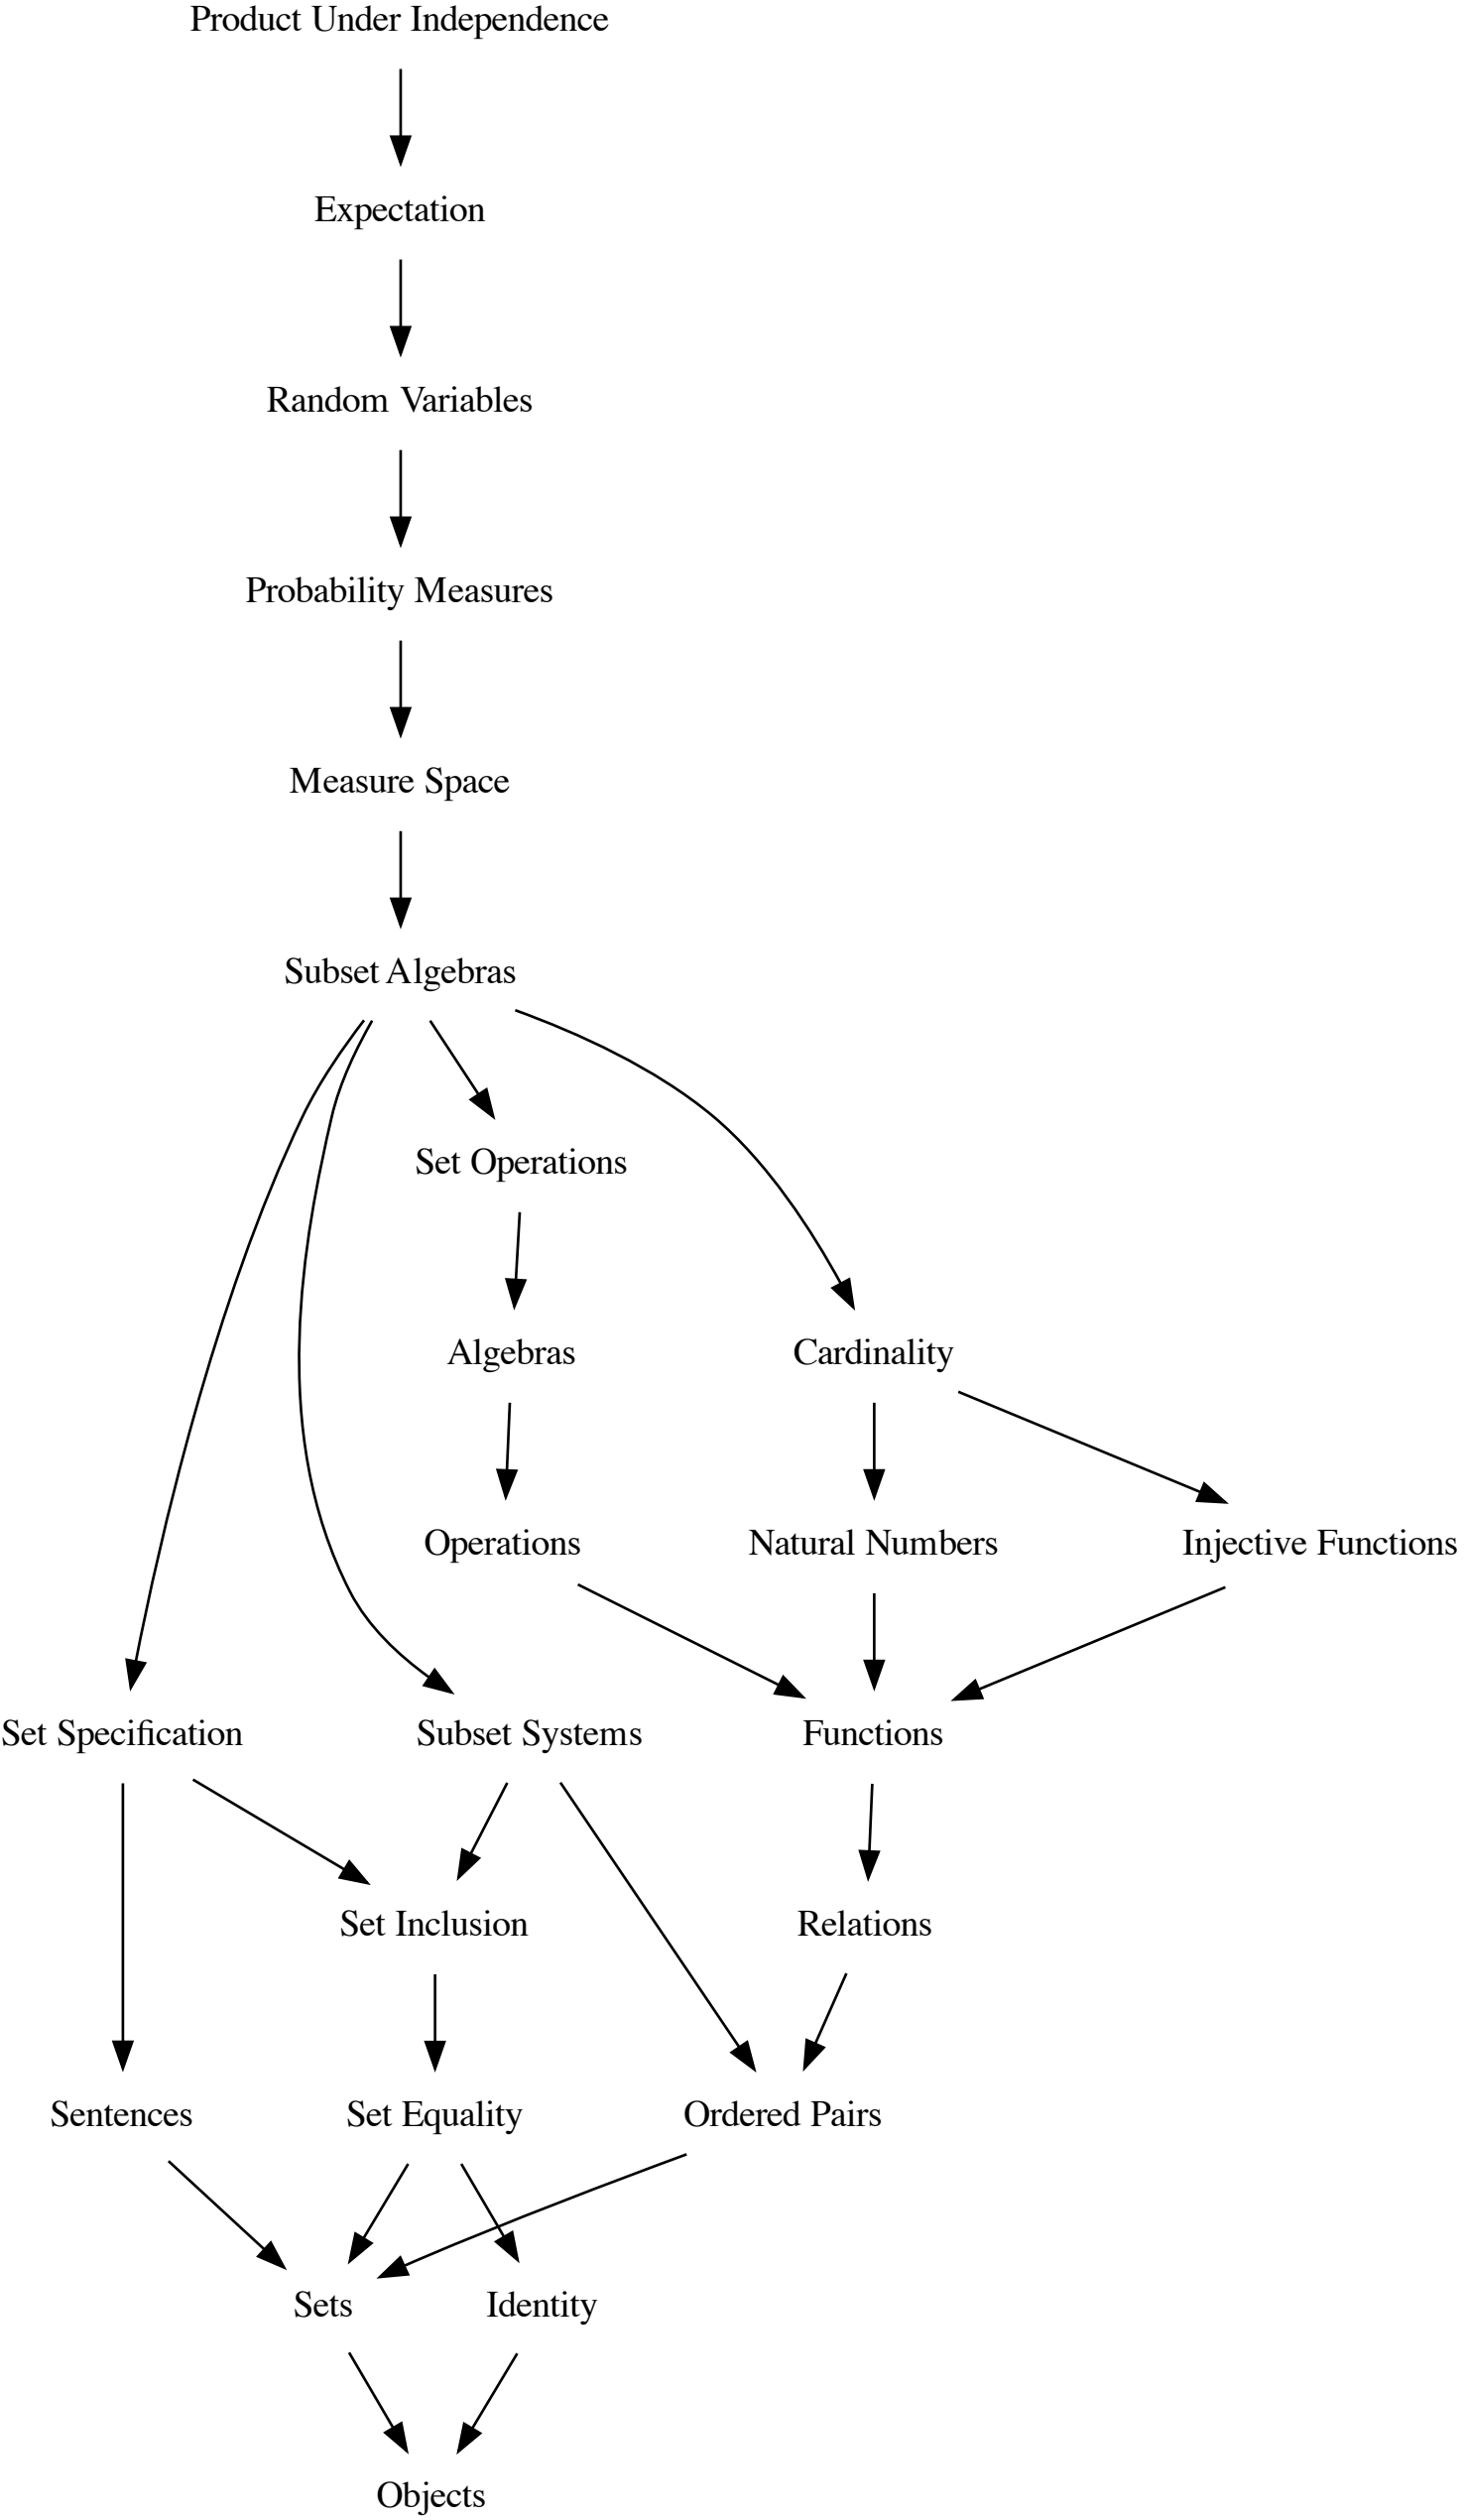 Product Under Independence
Expectation
Random Variables
Probability Measures
Measure Space
Subset Algebras
Set Operations
Algebras
Cardinality
Operations
Natural Numbers
Injective Functions
Set Specification
Subset Systems
Functions
Set Inclusion
Relations
Sentences
Set Equality
Ordered Pairs
Sets
Identity
Objects